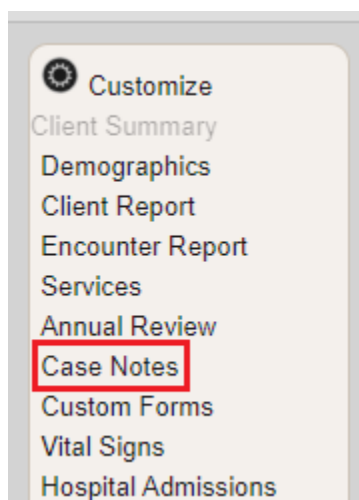 Customize
Client Summary
Demographics
Client Report
Encounter Report
Services
Annual Review
Case Notes
Custom Forms
Vital Signs
Hospital Admissions